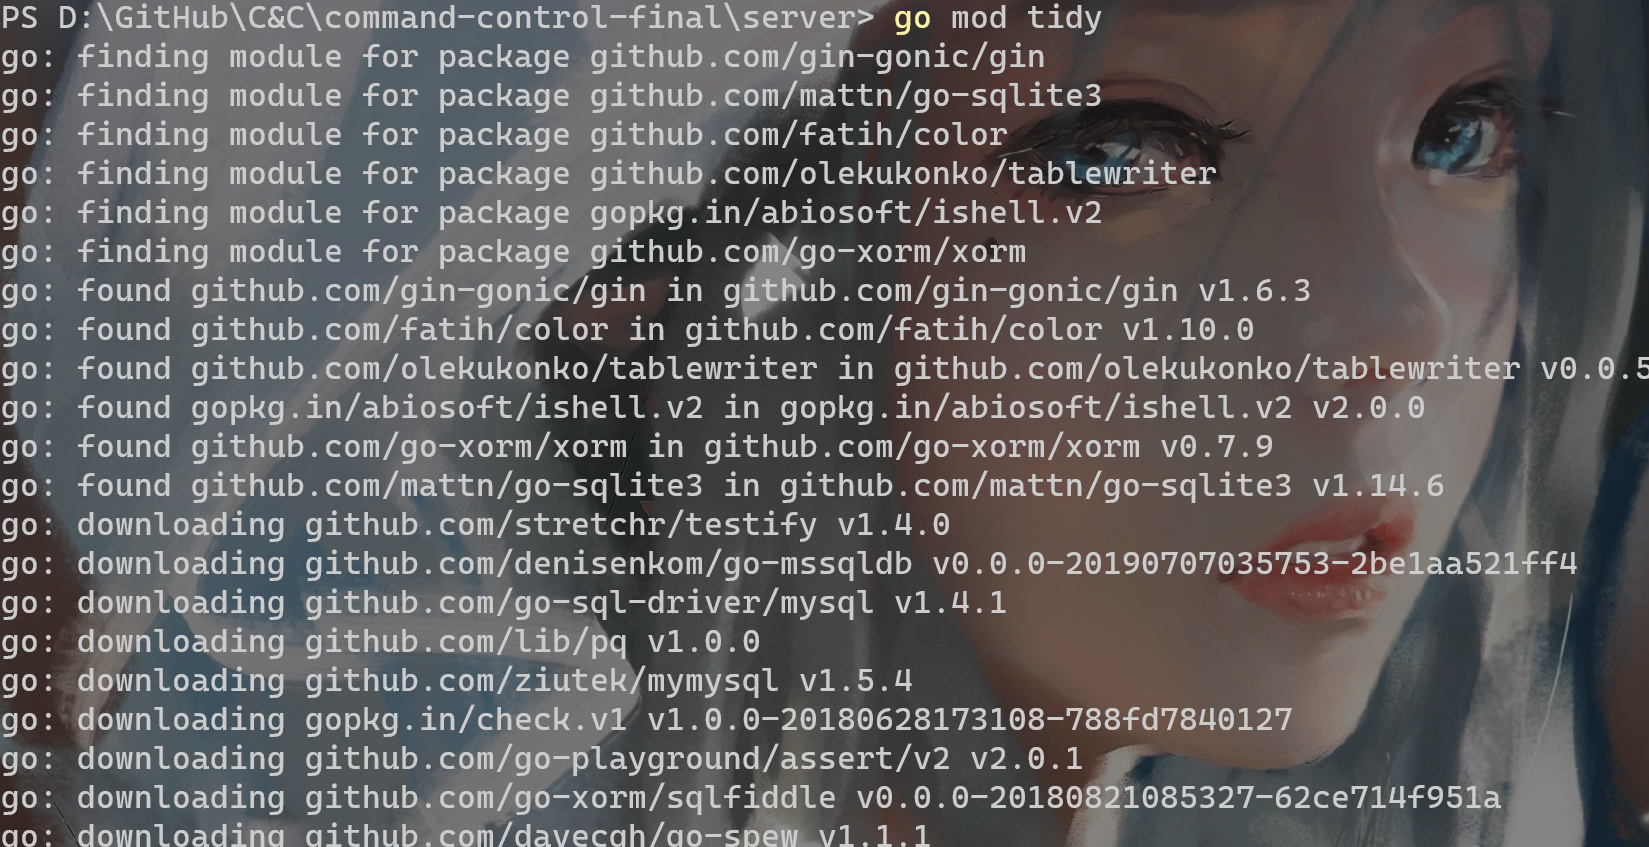 PS D:\GitHub\C&C\command-control-final\server> go mod tidy
go: finding module for package github.com/gin-gonic/gin
go: finding module for package github.com/mattn/go-sqlite3
go: finding module for package github.com/fatih/color
go: finding module for package github.com/olekukonko/tablewriter
go: finding module for package gopkg.in/abiosoft/ishell.v2
go: finding module for package github.com/go-xorm/xorm
go: found github.com/gin-gonic/gin in github.com/gin-gonic/gin v1.6.3
go: found github.com/fatih/color in github.com/fatih/color v1.10.0
go: found github.com/olekukonko/tablewriter in github.com/olekukonko/tablewriter v0.0.5
go: found gopkg.in/abiosoft/ishell.v2 in gopkg.in/abiosoft/ishell.v2 v2.0.0
go: found github.com/go-xorm/xorm in github.com/go-xorm/xorm v0.7.9
go: found github.com/mattn/go-sqlite3 in github.com/mattn/go-sqlite3 v1.14.6
go: downloading github.com/stretchr/testify v1.4.0
go: downloading github.com/denisenkom/go-mssqldb v0.0.0-20190707035753-2be1aa521ff4
go: downloading github.com/go-sql-driver/mysql v1.4.1
go: downloading github.com/lib/pq v1.0.0
go: downloading github.com/ziutek/mymysql v1.5.4
go: downloading gopkg.in/check.v1 v1.0.0-20180628173108-788fd7840127
go: downloading github.com/go-playground/assert/v2 v2.0.1
go: downloading github.com/go-xorm/sqlfiddle v0.0.0-20180821085327-62ce714f951a
go: downloading github.com/davecgh/go-spew v1.1.1